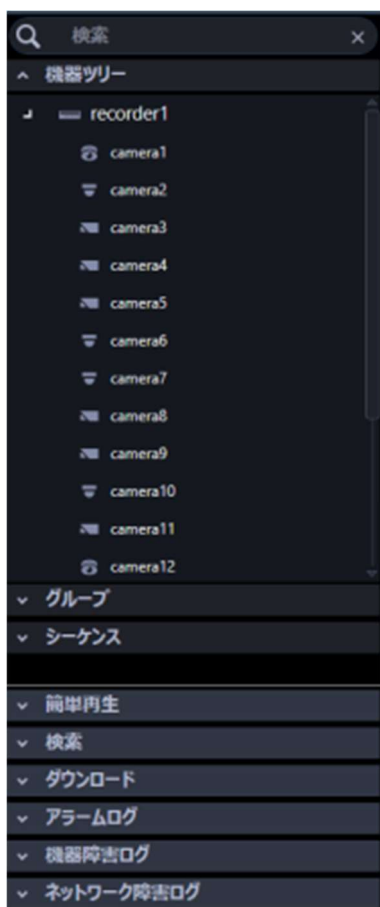 検索
機器ツリー
recorder1
camera1
camera2
camera3
camera4
camera5
camera6
camera7
camera8
camera9
camera10
camera11
camera12
グループ
シーケンス
簡単再生
検索
ダウンロード
アラームログ
機器障害ログ
ネットワーク障害ログ